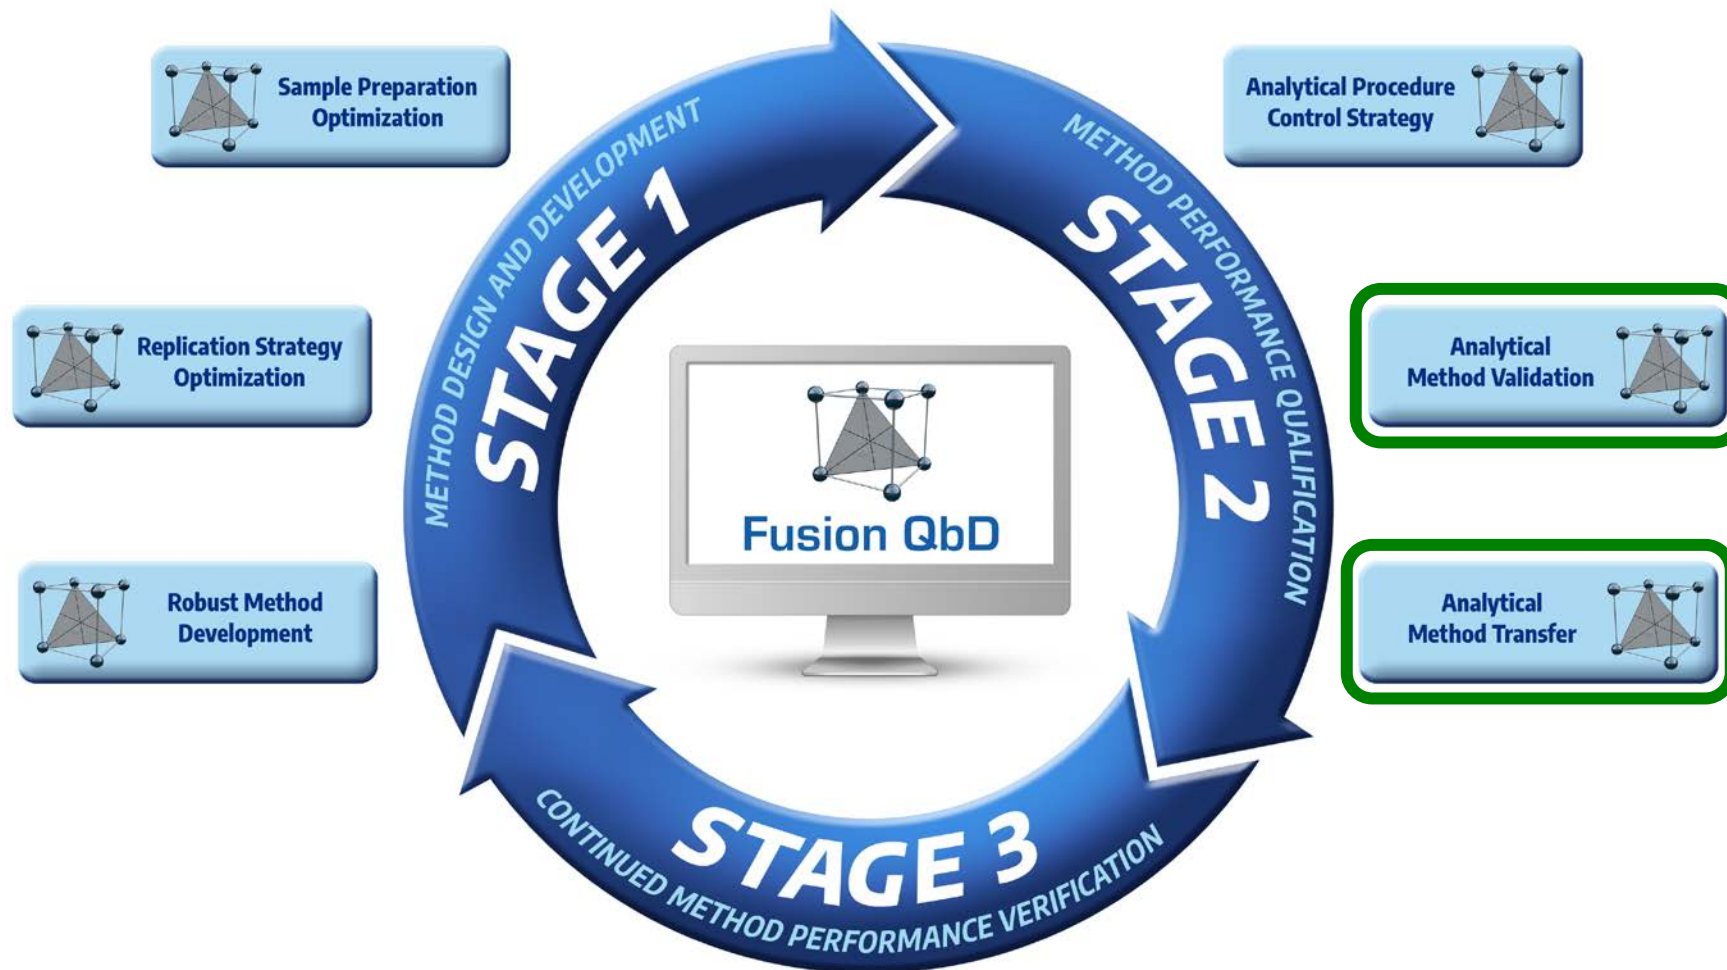 Sample Preparation
Optimization
Replication Strategy
Optimization
Robust Method
Development
METHOD DESIGN AND DEVELOPMENT
STAGE 1
METHOD PERFORMANCE QUALIFICATION
STAGE 2
Fusion QbD
STAGE 3
CONTINUED METHOD PERFORMANCE VERIFICATION
Analytical Procedure
Control Strategy
Analytical
Method Validation
Analytical
Method Transfer